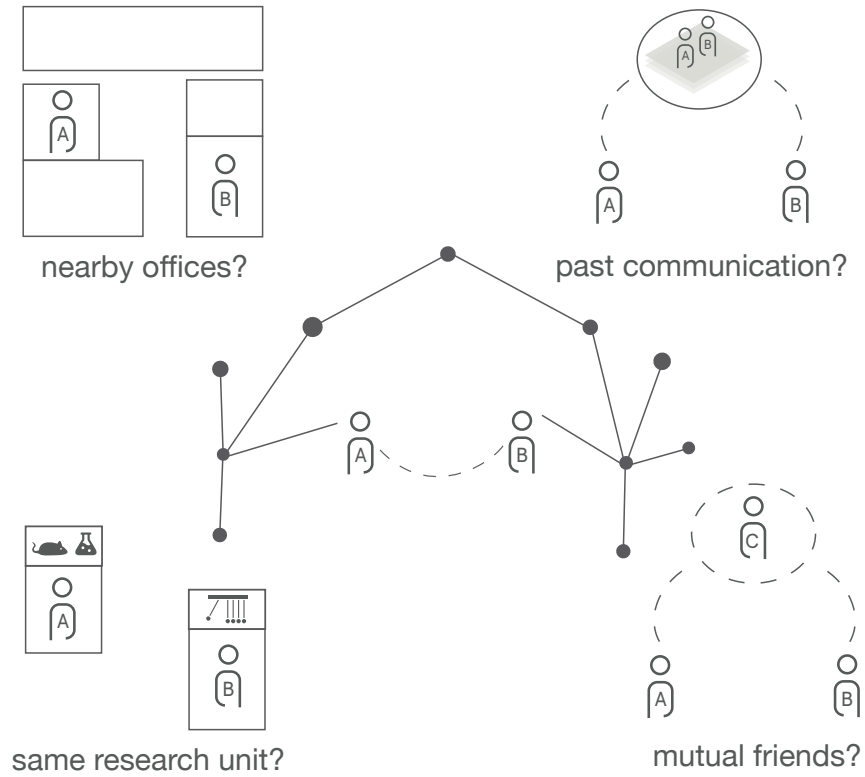 A
B
nearby offices?
A
B
A
B
past communication?
A
B
A
B
same research unit?
C
A
B
mutual friends?